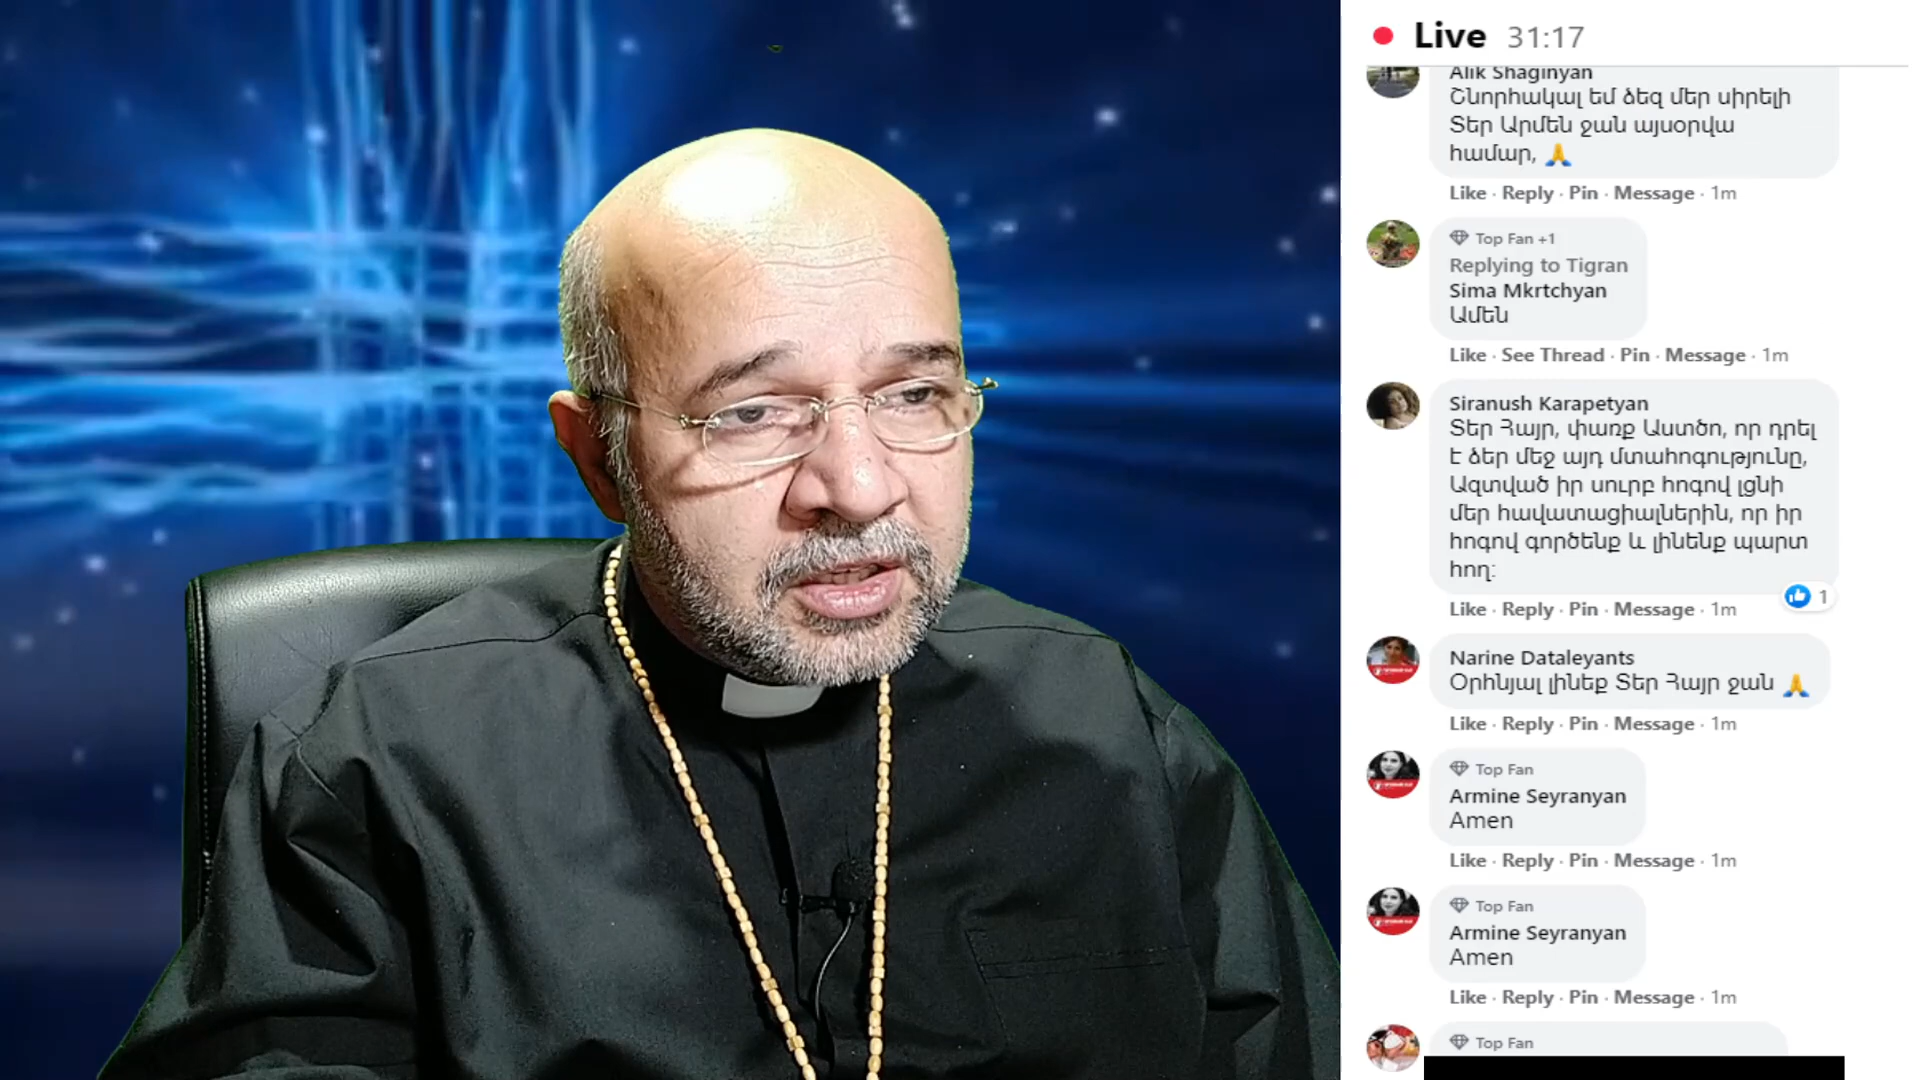 Live 31:17
Alik Shaginyan
Շնորհակալ եմ ձեզ մեր սիրելի
Տեր Արմեն ջան այսօրվա
համար, 🙏
Like · Reply · Pin · Message · 1m
Top Fan +1
Replying to Tigran
Sima Mkrtchyan
Ամեն
Like · See Thread · Pin · Message · 1m
Siranush Karapetyan
Տեր Հայր, փառք Աստծո, որ դրել
է ձեր մեջ այդ մտահոգությունը,
Ազտված իր սուրբ հոգով լցնի
մեր հավատացիալներին, որ իր
հոգով գործենք և լինենք պարտ
հող:
1
Like · Reply · Pin · Message · 1m
Narine Dataleyants
Օրհնյալ լինեք Տեր Հայր ջան 🙏
Like · Reply · Pin · Message · 1m
Top Fan
Armine Seyranyan
Amen
Like · Reply · Pin · Message · 1m
Top Fan
Armine Seyranyan
Amen
Like · Reply · Pin · Message · 1m
Top Fan